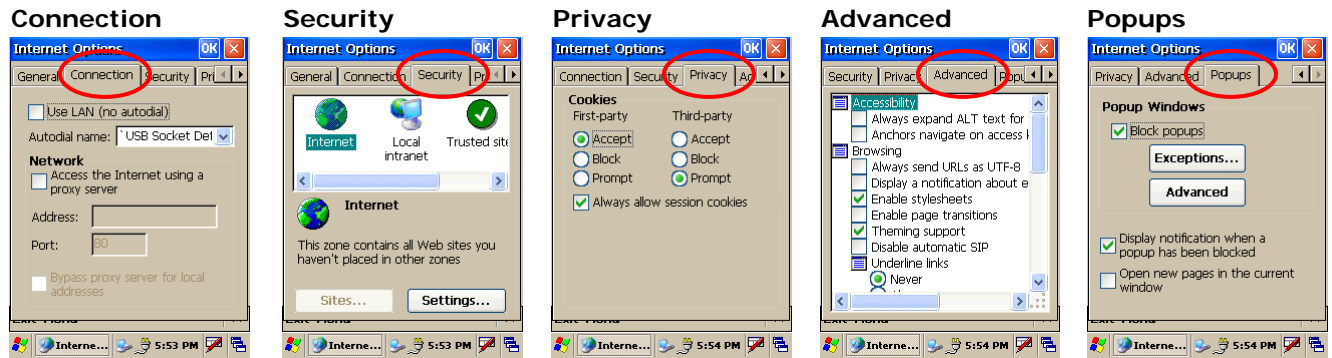 Connection
Internet Options OK
General Connection Security Pri
Use LAN (no autodial)
Autodial name: `USB Socket Def
Network
Access the Internet using a
proxy server
Address:
Port: 80
Bypass proxy server for local
addresses
Interne... 5:53 PM
Security
Internet Options OK
General Connection Security Pr
Internet Local Trusted site
intranet
Internet
This zone contains all Web sites you
haven't placed in other zones
Sites... Settings...
Interne... 5:53 PM
Privacy
Internet Options OK
Connection Security Privacy Ad
Cookies
First-party Third-party
Accept Accept
Block Block
Prompt Prompt
Always allow session cookies
Interne... 5:54 PM
Advanced
Internet Options OK
Security Privacy Advanced Popu
Accessibility
Always expand ALT text for
Anchors navigate on access k
Browsing
Always send URLs as UTF-8
Display a notification about e
Enable stylesheets
Enable page transitions
Theming support
Disable automatic SIP
Underline links
Never
Interne... 5:54 PM
Popups
Internet Options OK
Privacy Advanced Popups
Popup Windows
Block popups
Exceptions...
Advanced
Display notification when a
popup has been blocked
Open new pages in the current
window
Interne... 5:54 PM